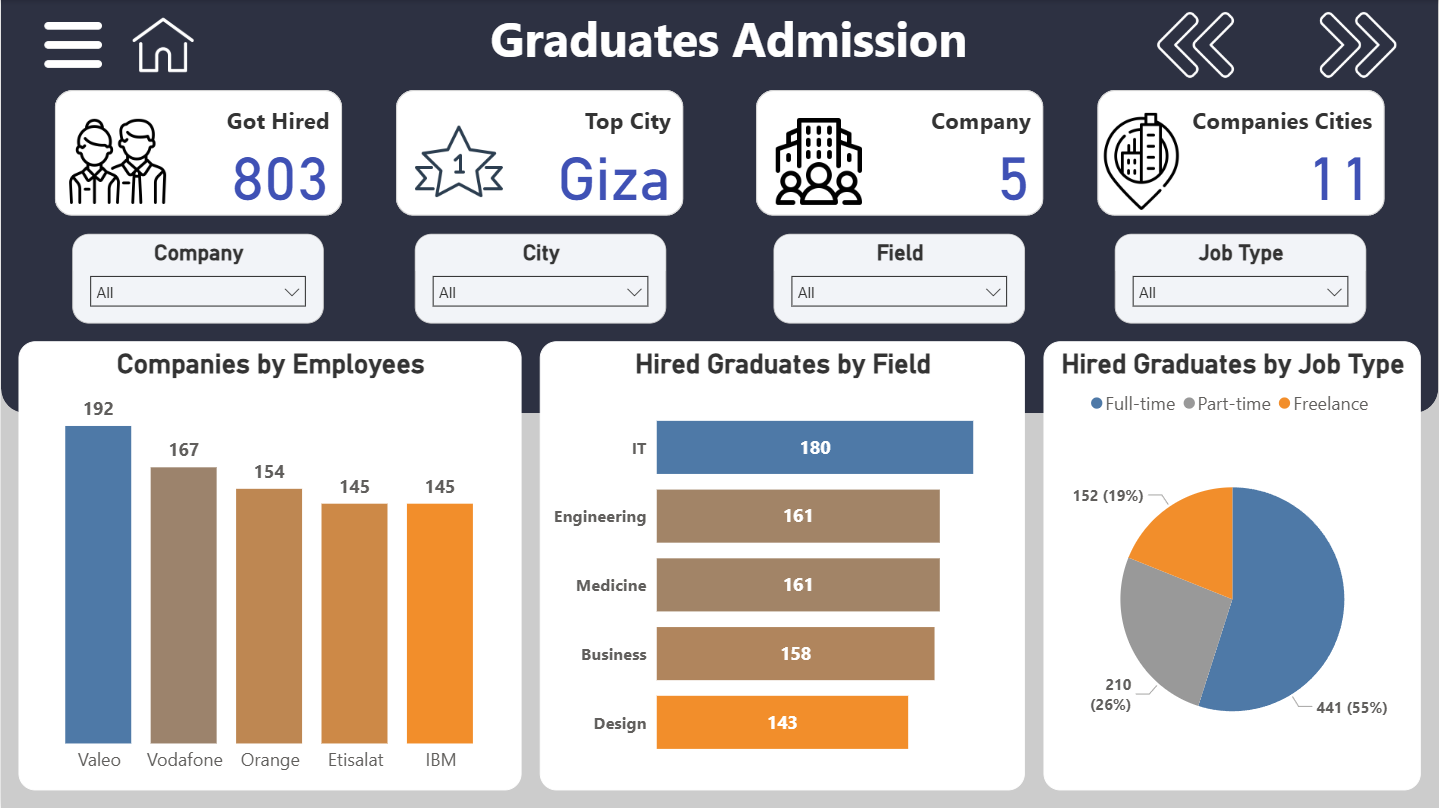 Graduates Admission
Got Hired
803
1
Top City
Giza
Company
5
Companies Cities
11
Company
All
City
All
Field
All
Job Type
All
Companies by Employees
192
167
154
145
145
Valeo
Vodafone
Orange
Etisalat
IBM
Hired Graduates by Field
IT
180
Engineering
161
Medicine
161
Business
158
Design
143
Hired Graduates by Job Type
Full-time
Part-time
Freelance
152 (19%)
210
(26%)
441 (55%)